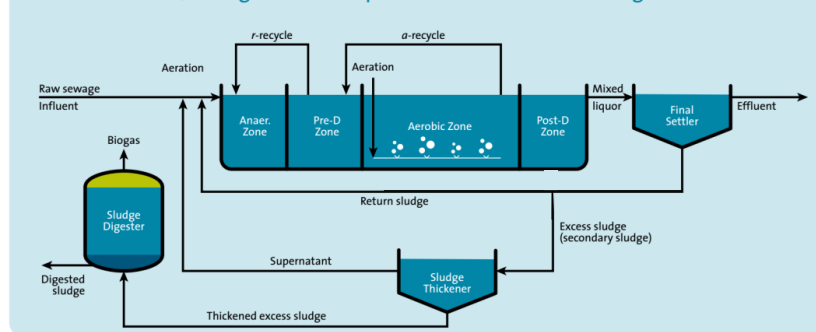 r-recycle
a-recycle
Aeration
Aeration
Raw sewage
Influent
Anaer.
Zone
Pre-D
Zone
Aerobic Zone
Post-D
Zone
Mixed
liquor
Final
Settler
Effluent
Biogas
Return sludge
Sludge
Digester
Excess sludge
(secondary sludge)
Supernatant
Sludge
Thickener
Digested
sludge
Thickened excess sludge